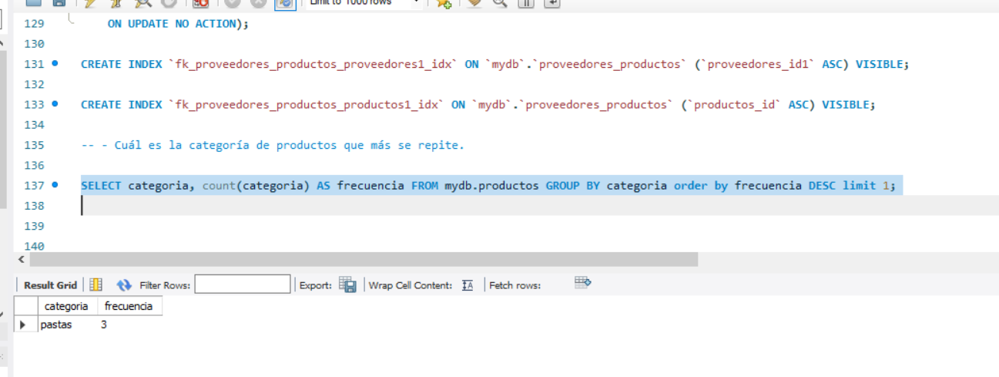 Limit to 1000 rows
129 ON UPDATE NO ACTION);
130
131 CREATE INDEX `fk_proveedores_productos_proveedores1_idx` ON `mydb`.`proveedores_productos` (`proveedores_id1` ASC) VISIBLE;
132
133 CREATE INDEX `fk_proveedores_productos_productos1_idx` ON `mydb`.`proveedores_productos` (`productos_id` ASC) VISIBLE;
134
135 -- - Cuál es la categoría de productos que más se repite.
136
137 SELECT categoria, count(categoria) AS frecuencia FROM mydb.productos GROUP BY categoria order by frecuencia DESC limit 1;
138
139
140
Result Grid Filter Rows: Export: Wrap Cell Content: Fetch rows:
categoria frecuencia
pastas 3